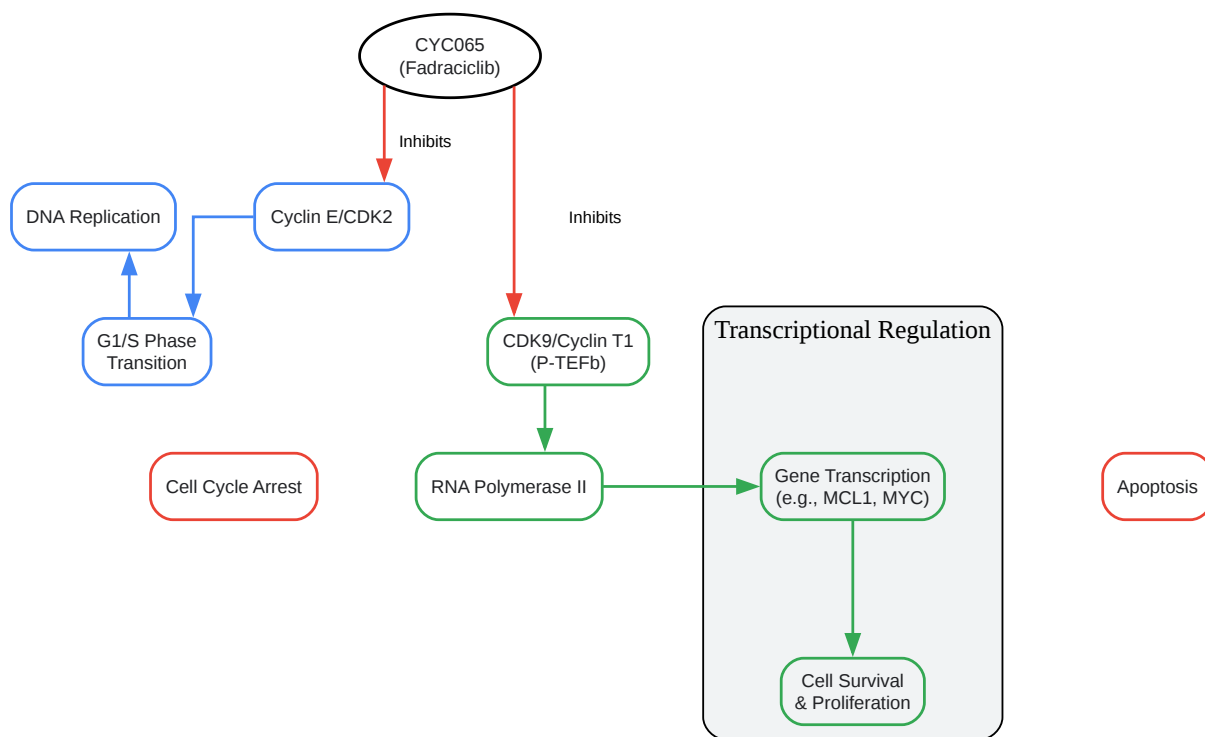 CYC065
(Fadraciclib)
Inhibits
DNA Replication
Cyclin E/CDK2
Inhibits
G1/S Phase
Transition
CDK9/Cyclin T1
(P-TEFb)
Transcriptional Regulation
Cell Cycle Arrest
RNA Polymerase II
Gene Transcription
(e.g., MCL1, MYC)
Apoptosis
Cell Survival
& Proliferation